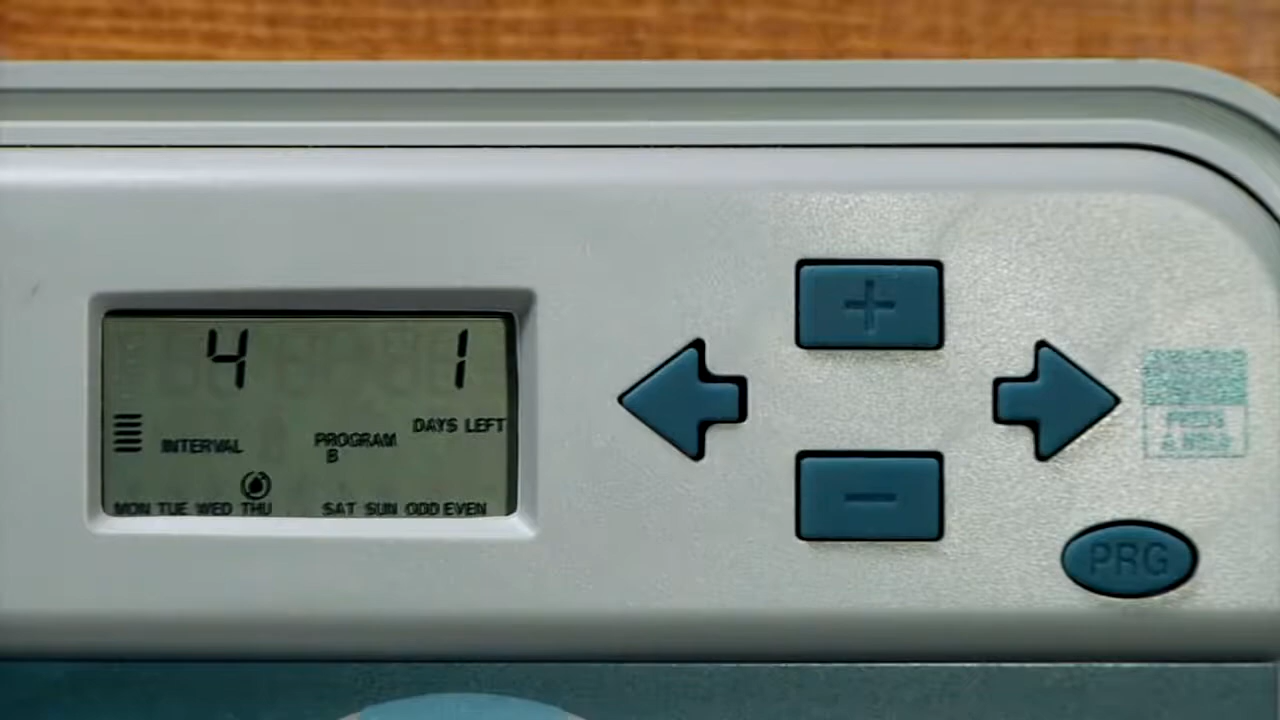 4 1
DAYS LEFT
INTERVAL PROGRAM
B
MON TUE WED THU SAT SUN ODD EVEN
+
−
PRG